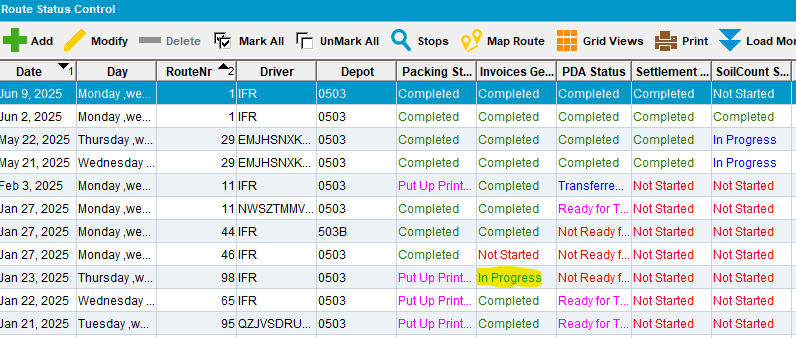 Route Status Control
Add Modify Delete Mark All UnMark All Stops Map Route Grid Views Print Load Mor
Date 1 Day RouteNr 2 Driver Depot Packing St... Invoices Ge... PDA Status Settlement ... SoilCount S...
Jun 9, 2025 Monday ,we... 1 IFR 0503 Completed Completed Completed Completed Not Started
Jun 2, 2025 Monday ,we... 1 IFR 0503 Completed Completed Completed Completed Completed
May 22, 2025 Thursday ,w... 29 EMJHSNXK... 0503 Completed Completed Completed Completed In Progress
May 21, 2025 Wednesday ... 29 EMJHSNXK... 0503 Completed Completed Completed Completed In Progress
Feb 3, 2025 Monday ,we... 11 IFR 0503 Put Up Print... Completed Transferre... Not Started Not Started
Jan 27, 2025 Monday ,we... 11 NWSZTMMV... 0503 Completed Completed Ready for T... Not Started Not Started
Jan 27, 2025 Monday ,we... 44 IFR 503B Completed Completed Not Ready f... Not Started Not Started
Jan 27, 2025 Monday ,we... 46 IFR 0503 Completed Not Started Not Ready f... Not Started Not Started
Jan 23, 2025 Thursday ,w... 98 IFR 0503 Put Up Print... In Progress Not Ready f... Not Started Not Started
Jan 22, 2025 Wednesday ... 65 IFR 0503 Put Up Print... Completed Ready for T... Not Started Not Started
Jan 21, 2025 Tuesday ,w... 95 QZJVSDRU... 0503 Put Up Print... Completed Ready for T... Not Started Not Started